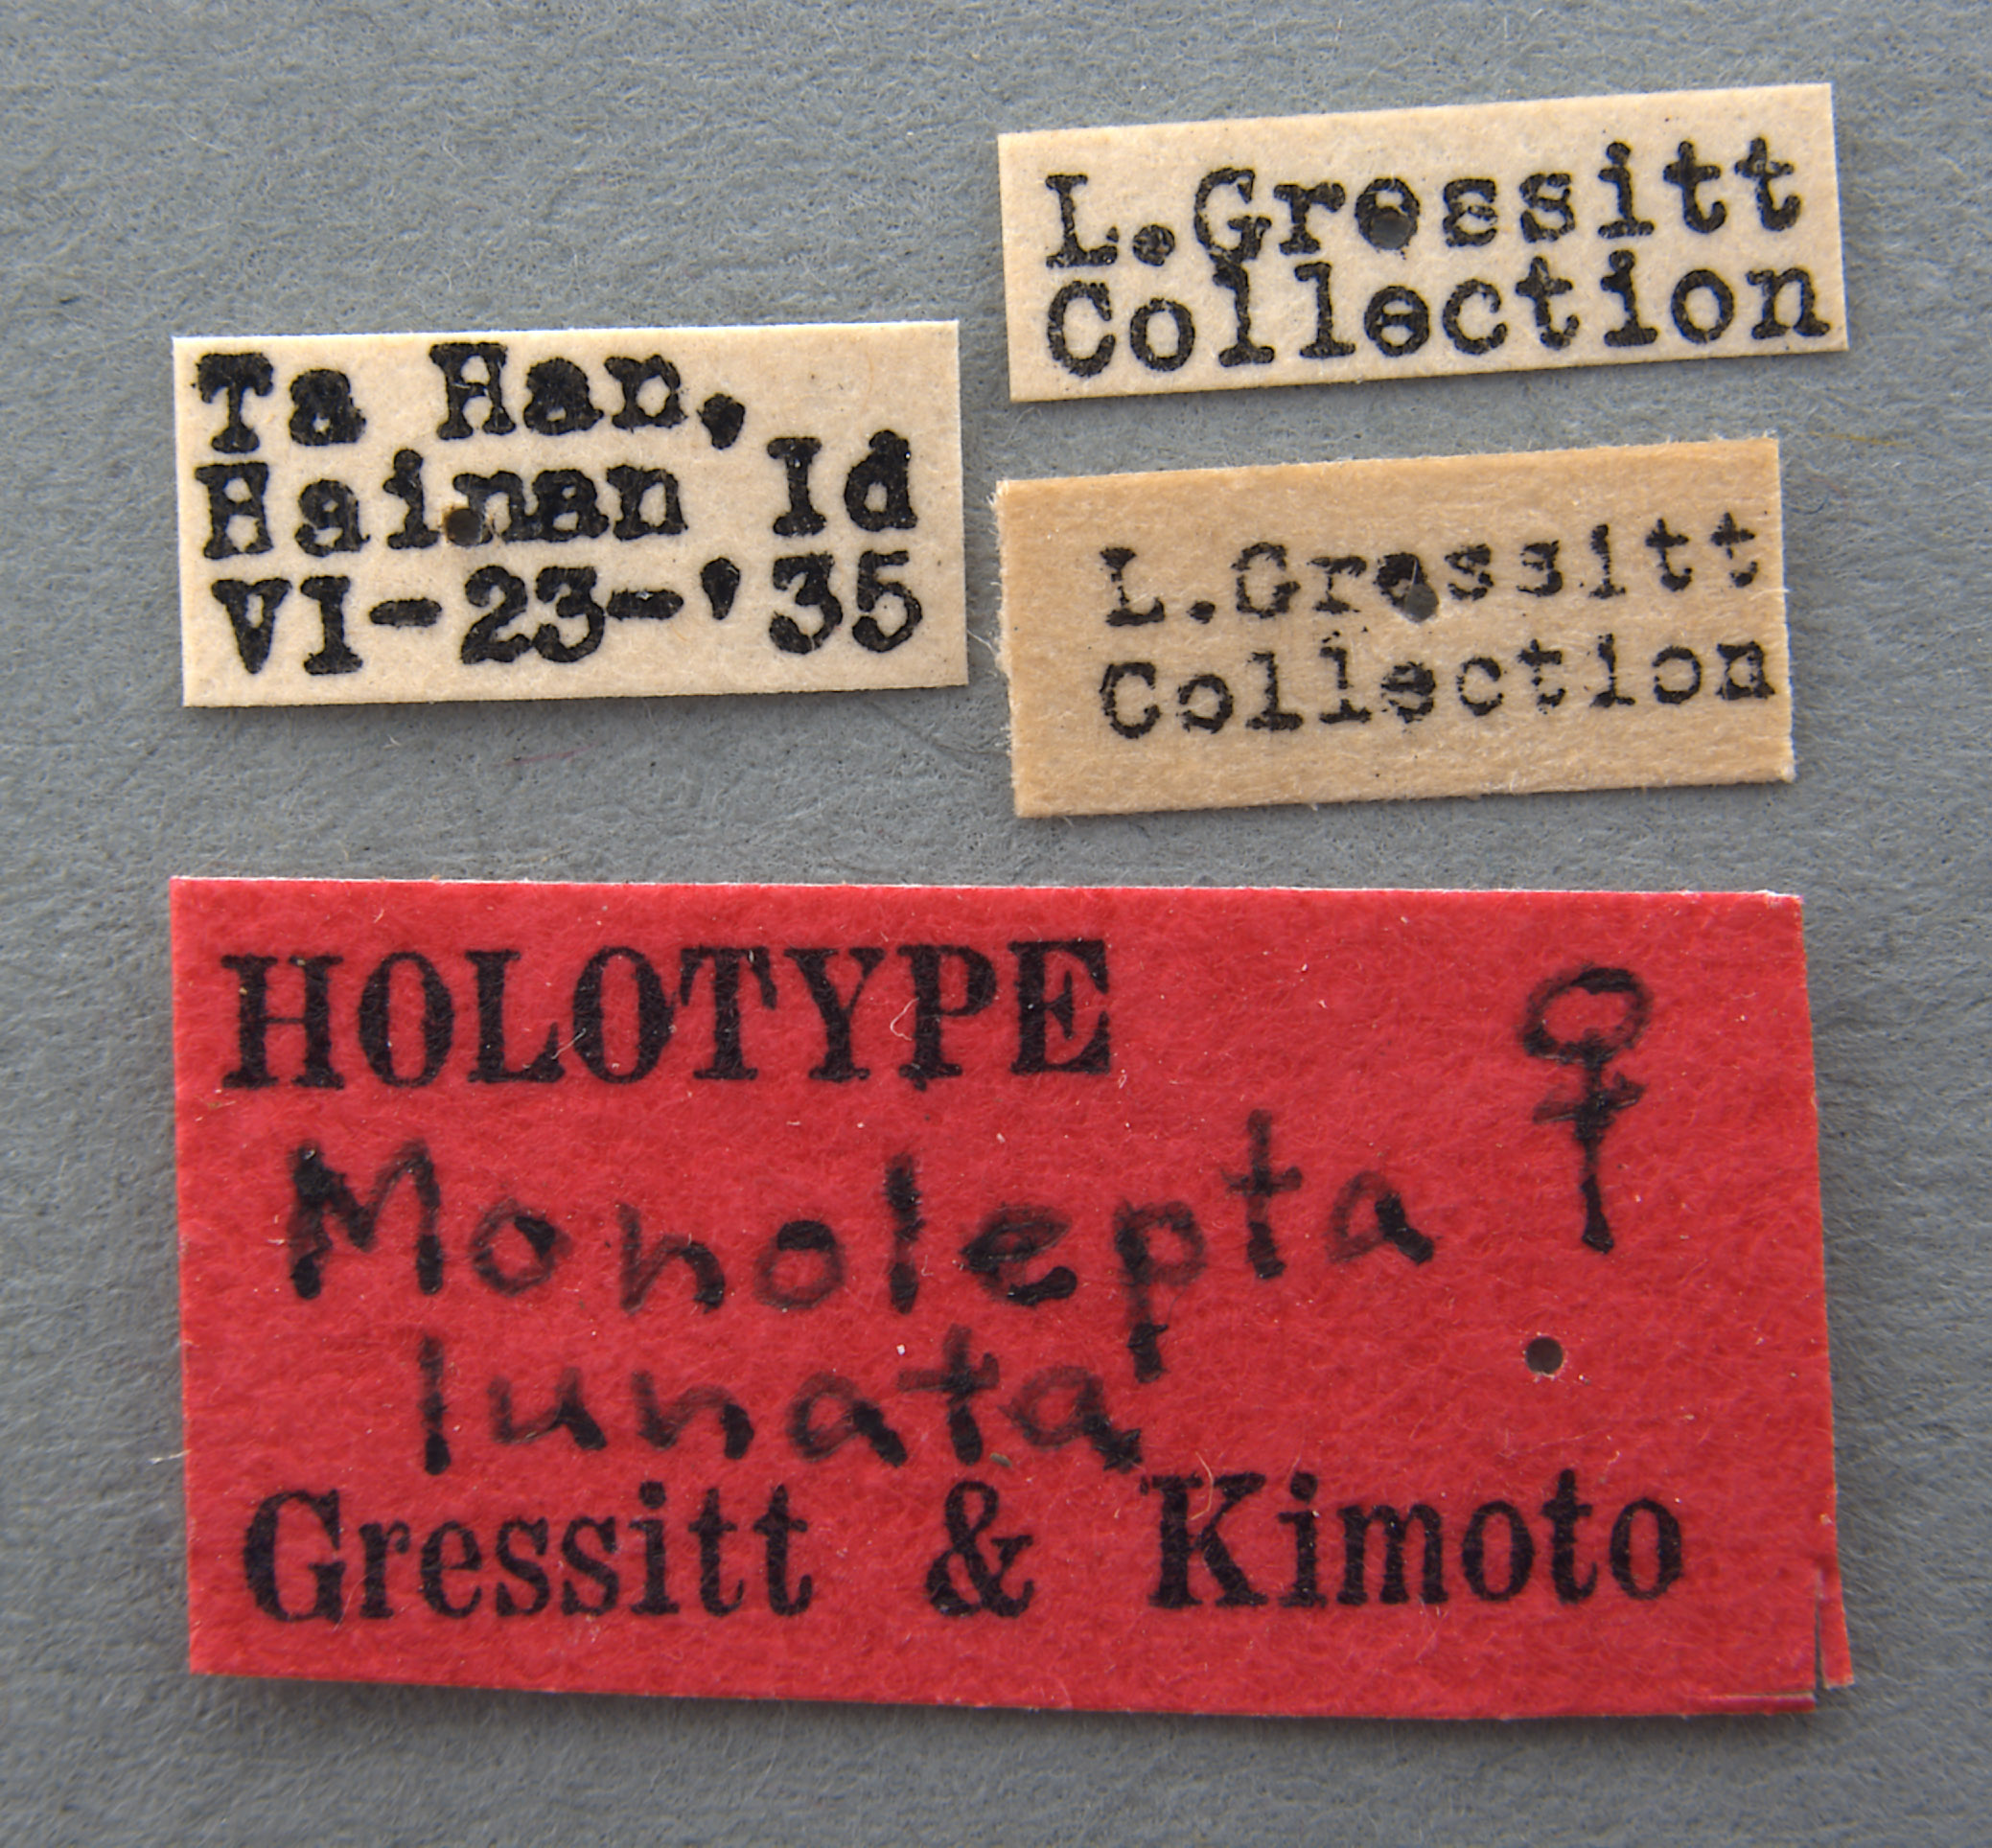 L.Gressitt
Collection
Ta Han,
Hainan Id
VI-23-'35
L.Gressitt
Collection
HOLOTYPE ♀
Monolepta
lunata
Gressitt & Kimoto